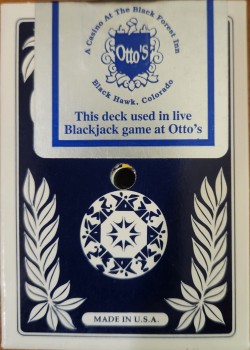 A Casino At The Black Forest Inn
Otto's
Black Hawk, Colorado
This deck used in live
Blackjack game at Otto's
MADE IN U.S.A.